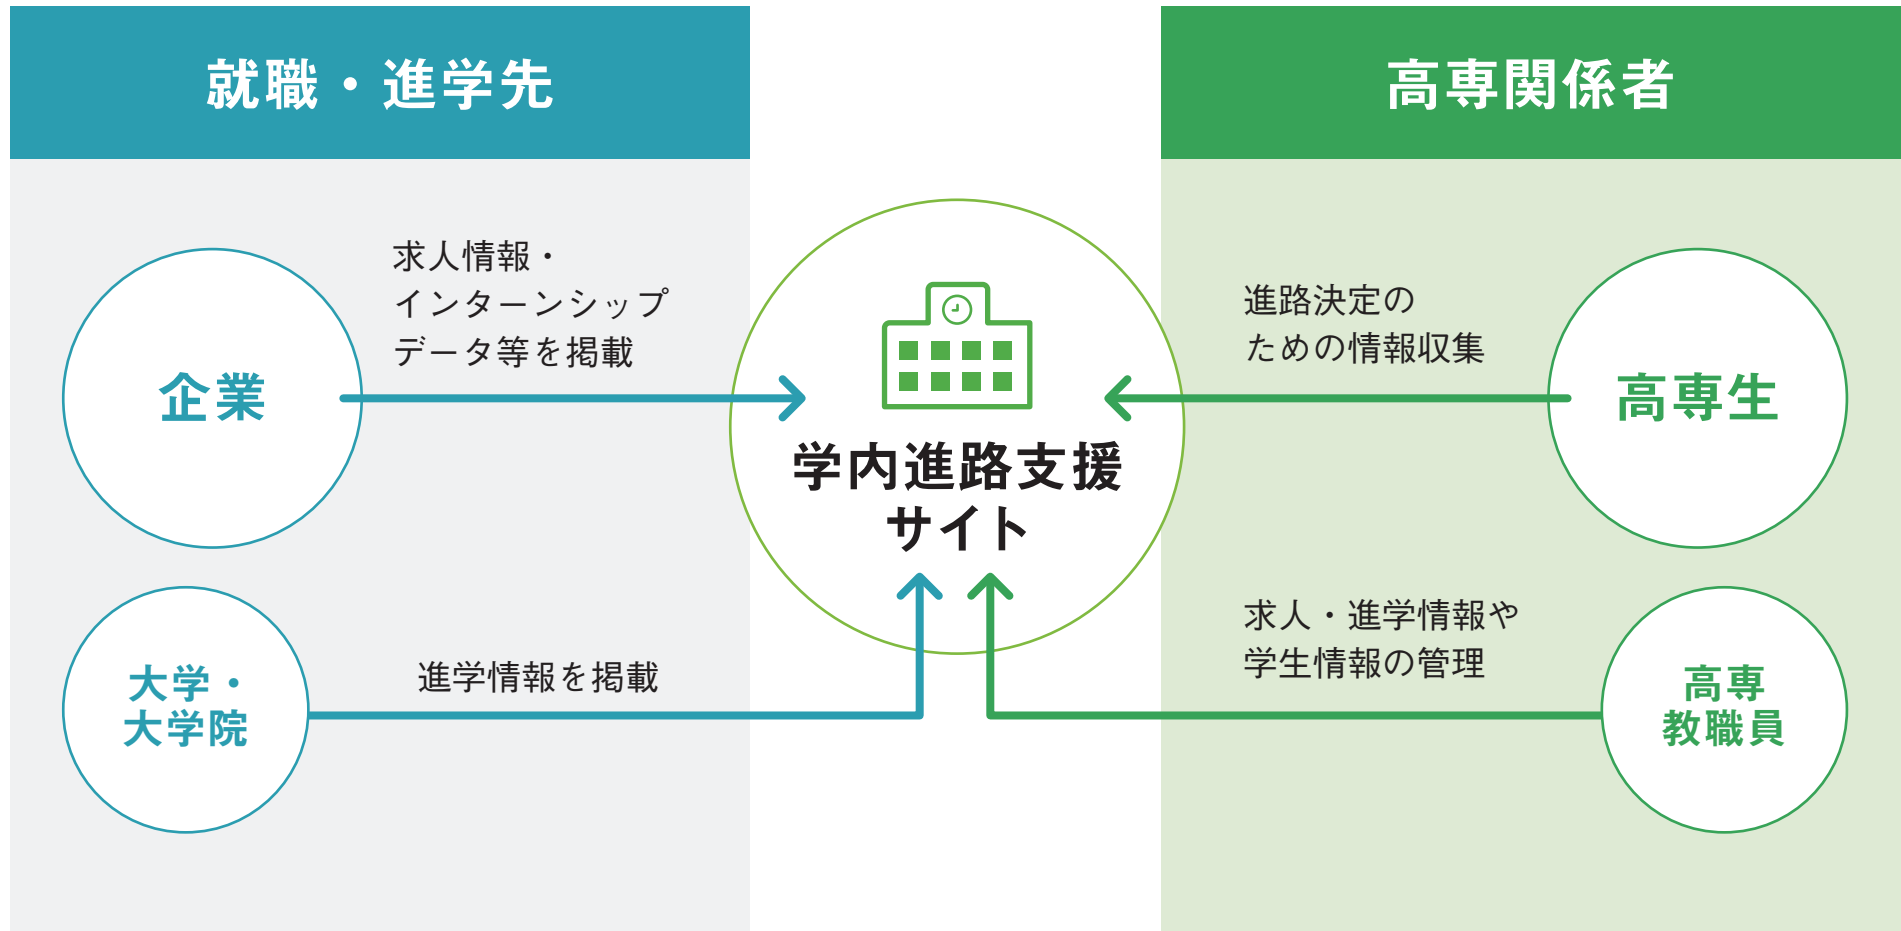 就職・進学先
企業
求人情報・
インターンシップ
データ等を掲載
大学・
大学院
進学情報を掲載
学内進路支援
サイト
高専関係者
進路決定の
ための情報収集
高専生
求人・進学情報や
学生情報の管理
高専
教職員